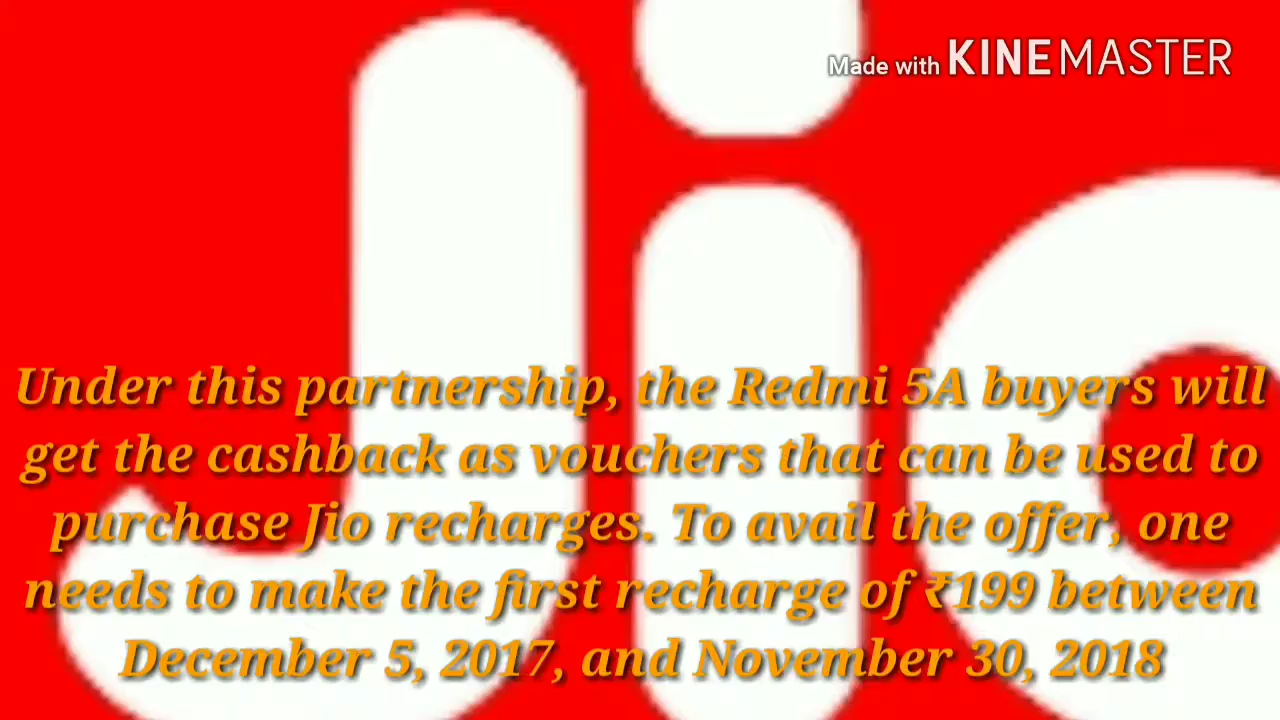 Made with KINEMASTER
Jio
Under this partnership, the Redmi 5A buyers will
get the cashback as vouchers that can be used to
purchase Jio recharges. To avail the offer, one
needs to make the first recharge of ₹199 between
December 5, 2017, and November 30, 2018